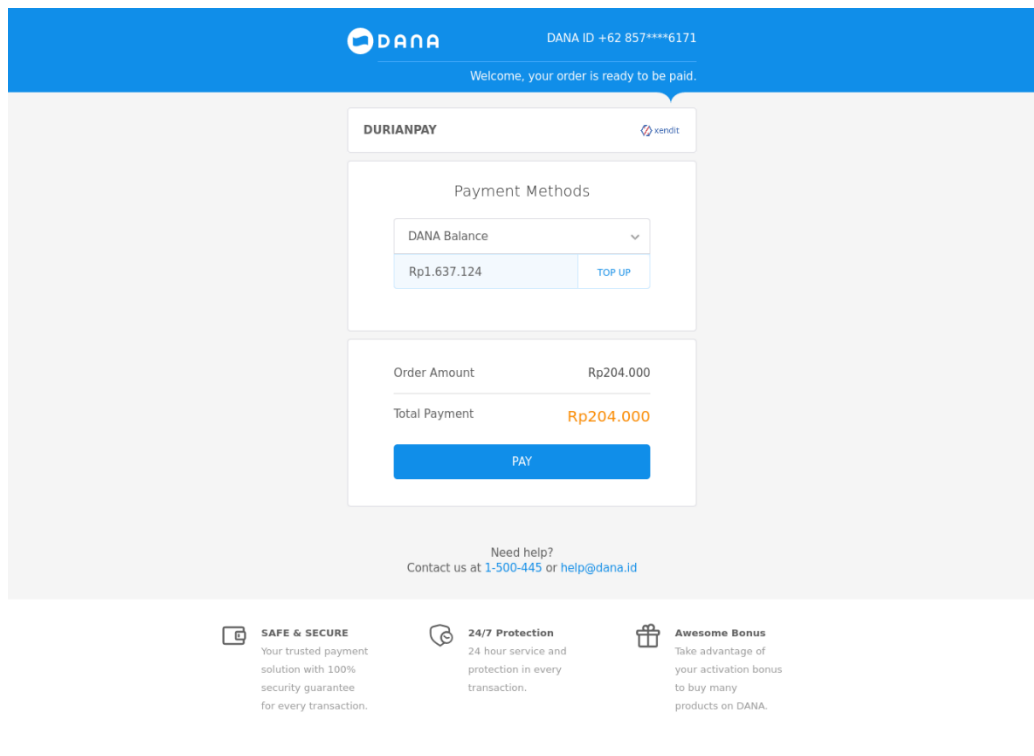 DANA
DANA ID +62 857****6171
Welcome, your order is ready to be paid.
DURIANPAY
xendit
Payment Methods
DANA Balance
Rp1.637.124
TOP UP
Order Amount
Rp204.000
Total Payment
Rp204.000
PAY
Need help?
Contact us at 1-500-445 or help@dana.id
SAFE & SECURE
Your trusted payment
solution with 100%
security guarantee
for every transaction.
24/7 Protection
24 hour service and
protection in every
transaction.
Awesome Bonus
Take advantage of
your activation bonus
to buy many
products on DANA.